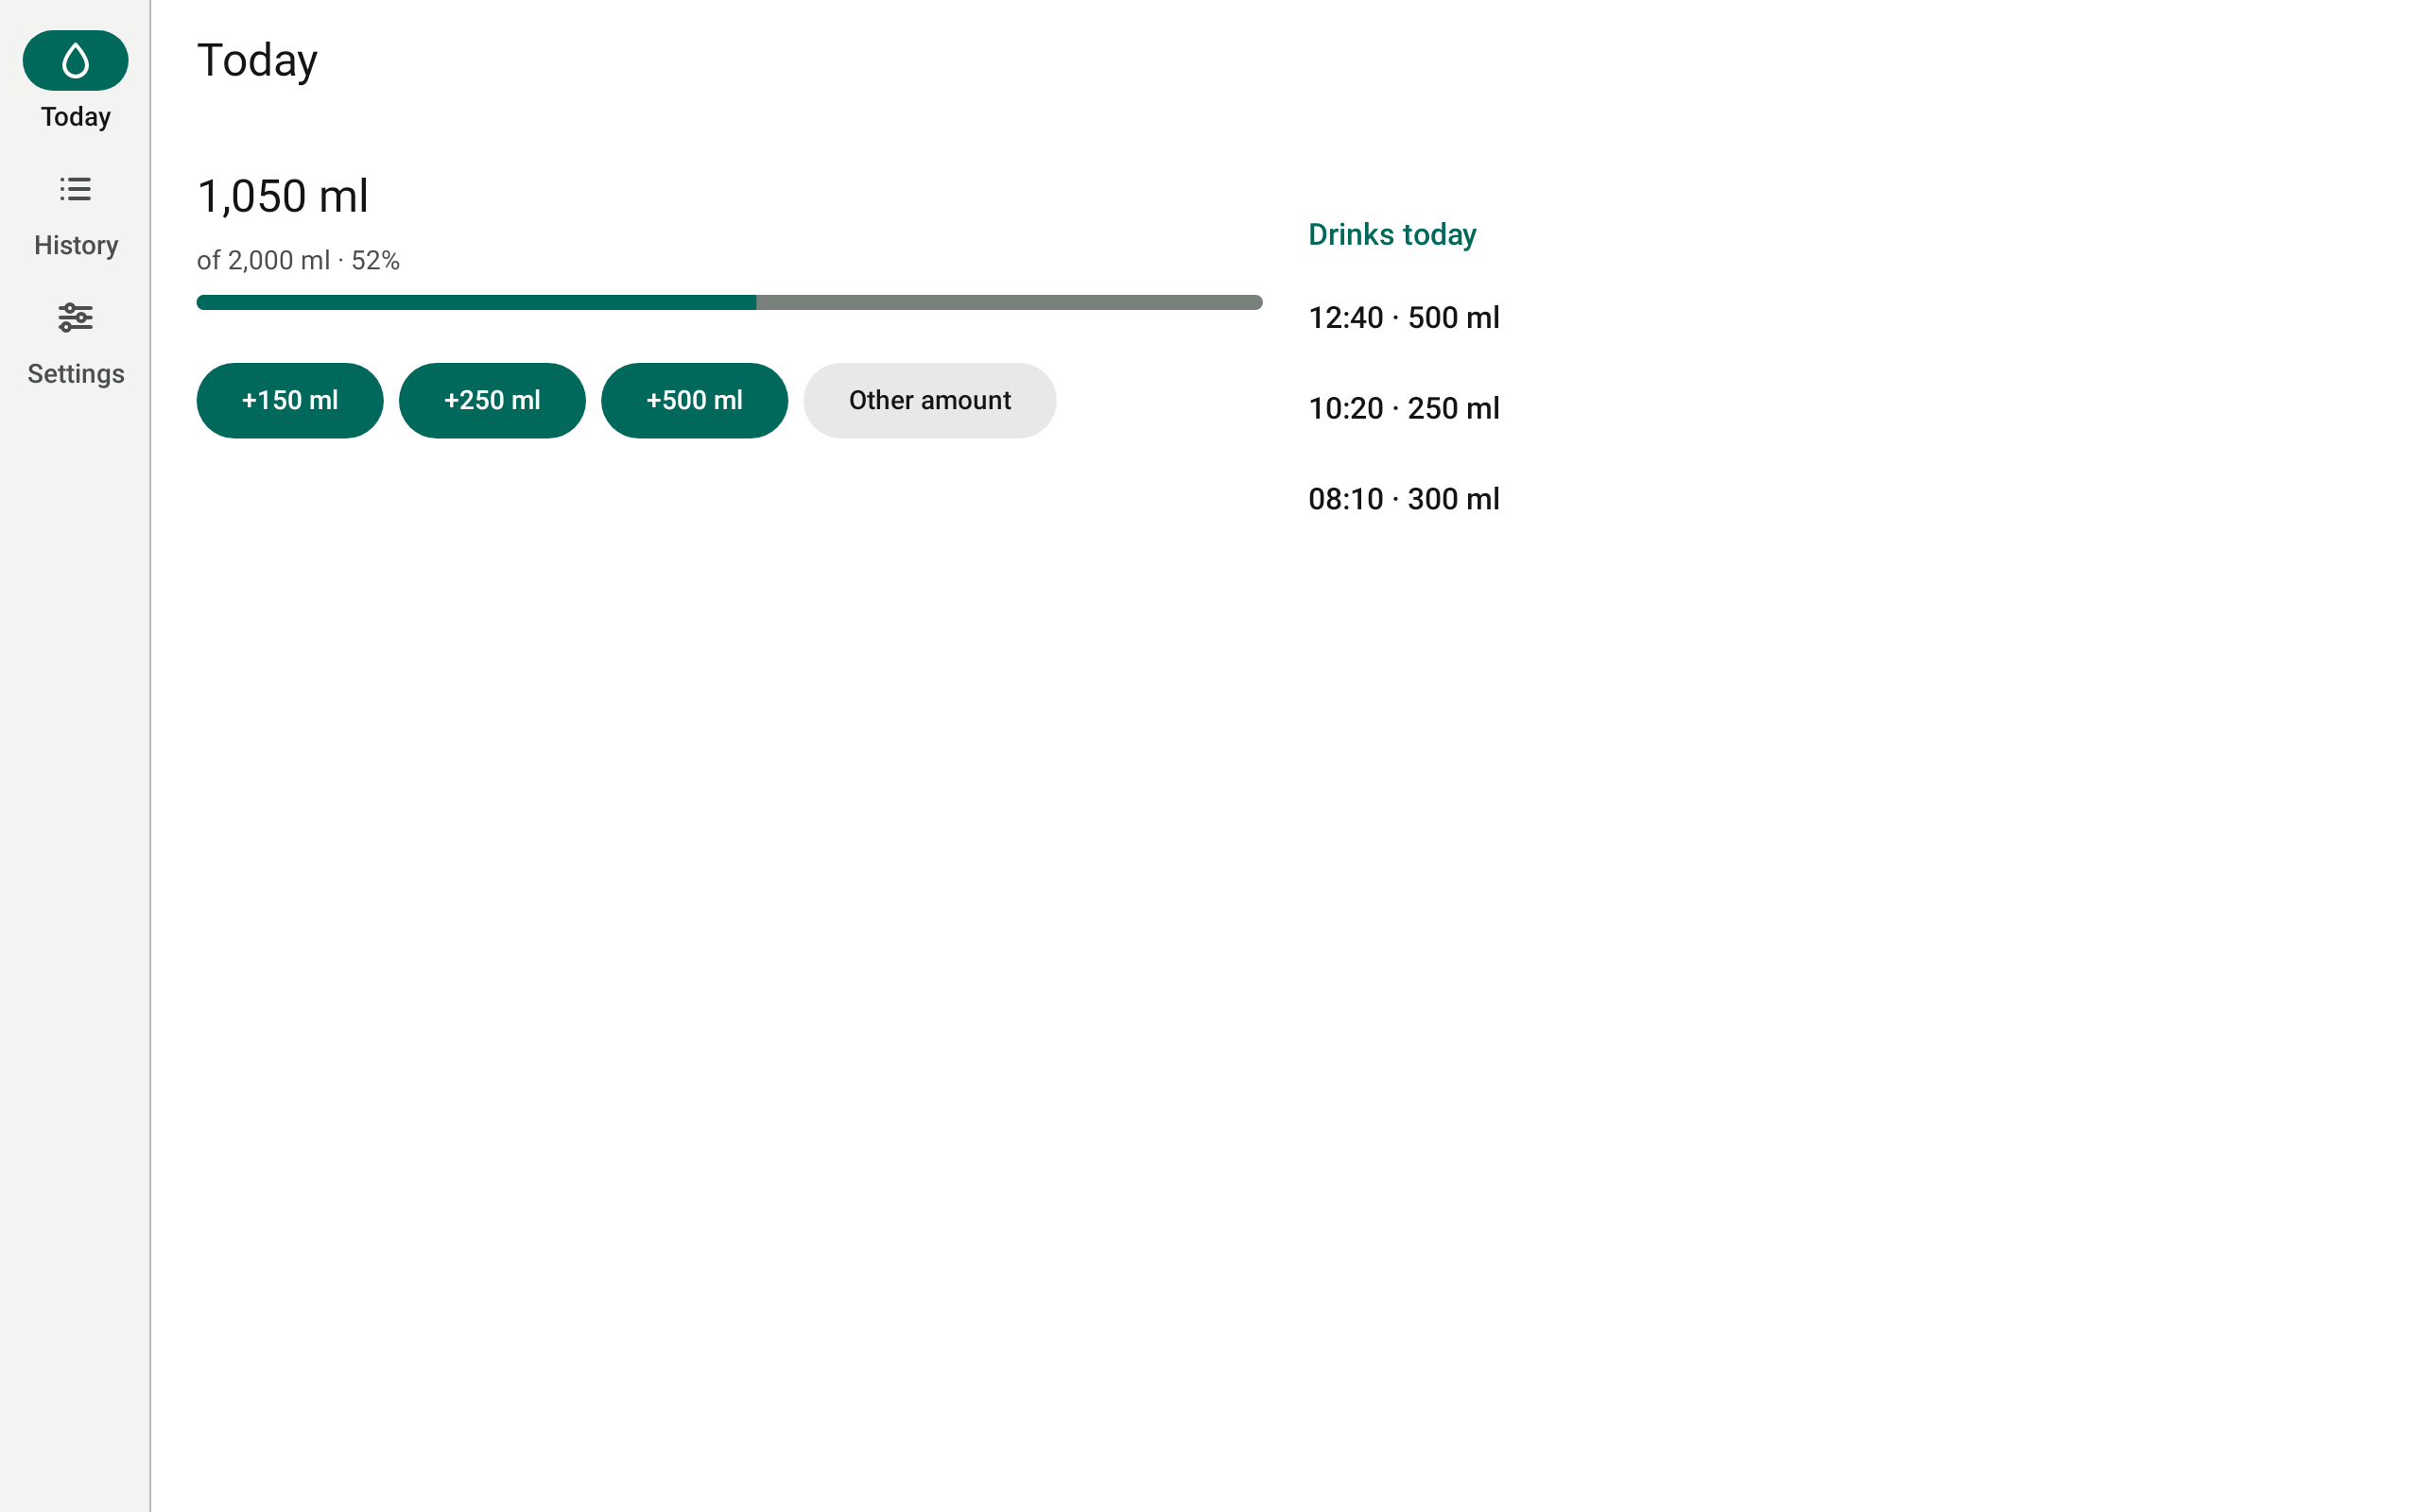 Today
History
Settings
Today
1,050 ml
of 2,000 ml · 52%
+150 ml
+250 ml
+500 ml
Other amount
Drinks today
12:40 · 500 ml
10:20 · 250 ml
08:10 · 300 ml